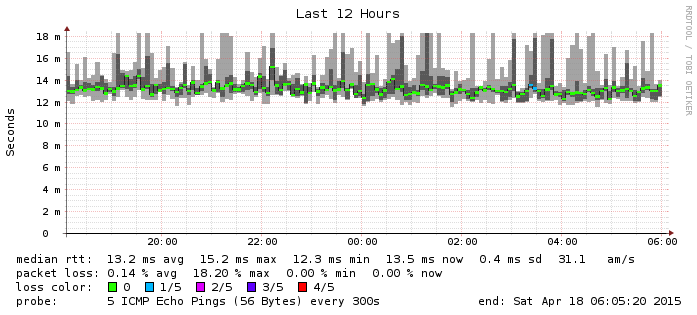 Last 12 Hours
RRDTOOL / TOBI OETIKER
Seconds
18 m
16 m
14 m
12 m
10 m
8 m
6 m
4 m
2 m
0
20:00 22:00 00:00 02:00 04:00 06:00
median rtt: 13.2 ms avg 15.2 ms max 12.3 ms min 13.5 ms now 0.4 ms sd 31.1 am/s
packet loss: 0.14 % avg 18.20 % max 0.00 % min 0.00 % now
loss color: 0 1/5 2/5 3/5 4/5
probe: 5 ICMP Echo Pings (56 Bytes) every 300s end: Sat Apr 18 06:05:20 2015